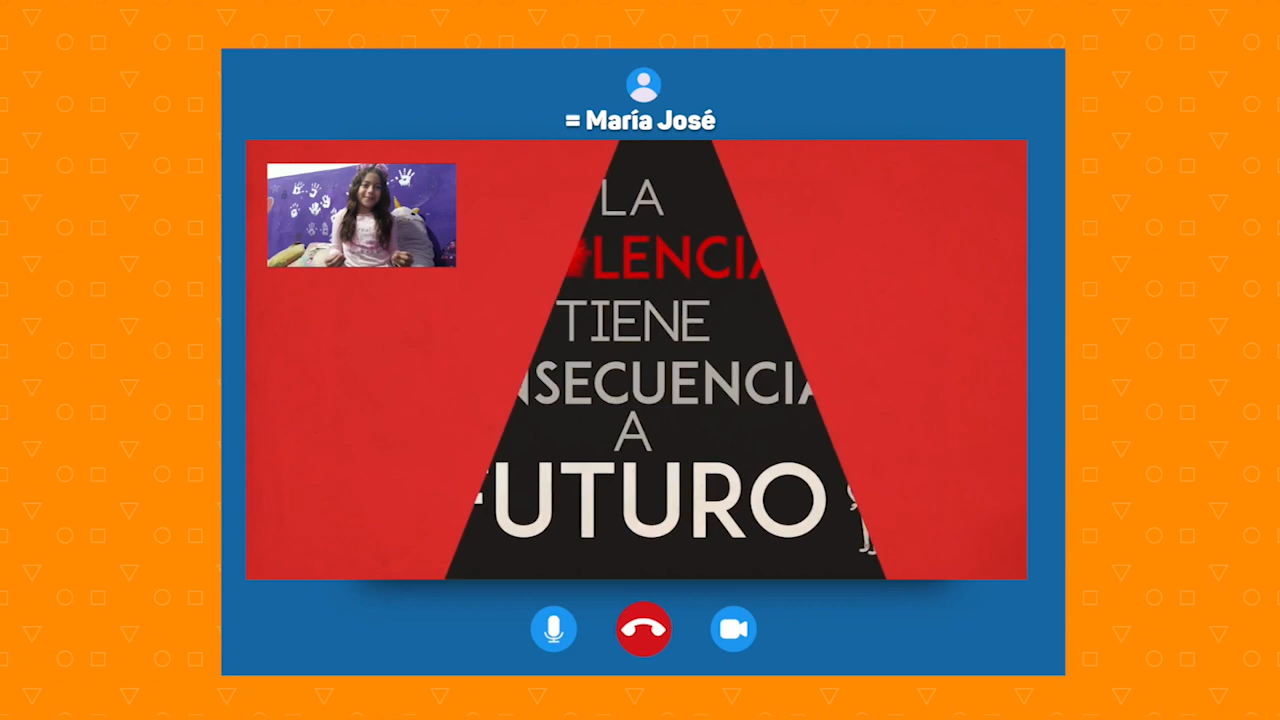 = María José
LA
LENCIA
TIENE
NSECUENCIA
A
FUTURO